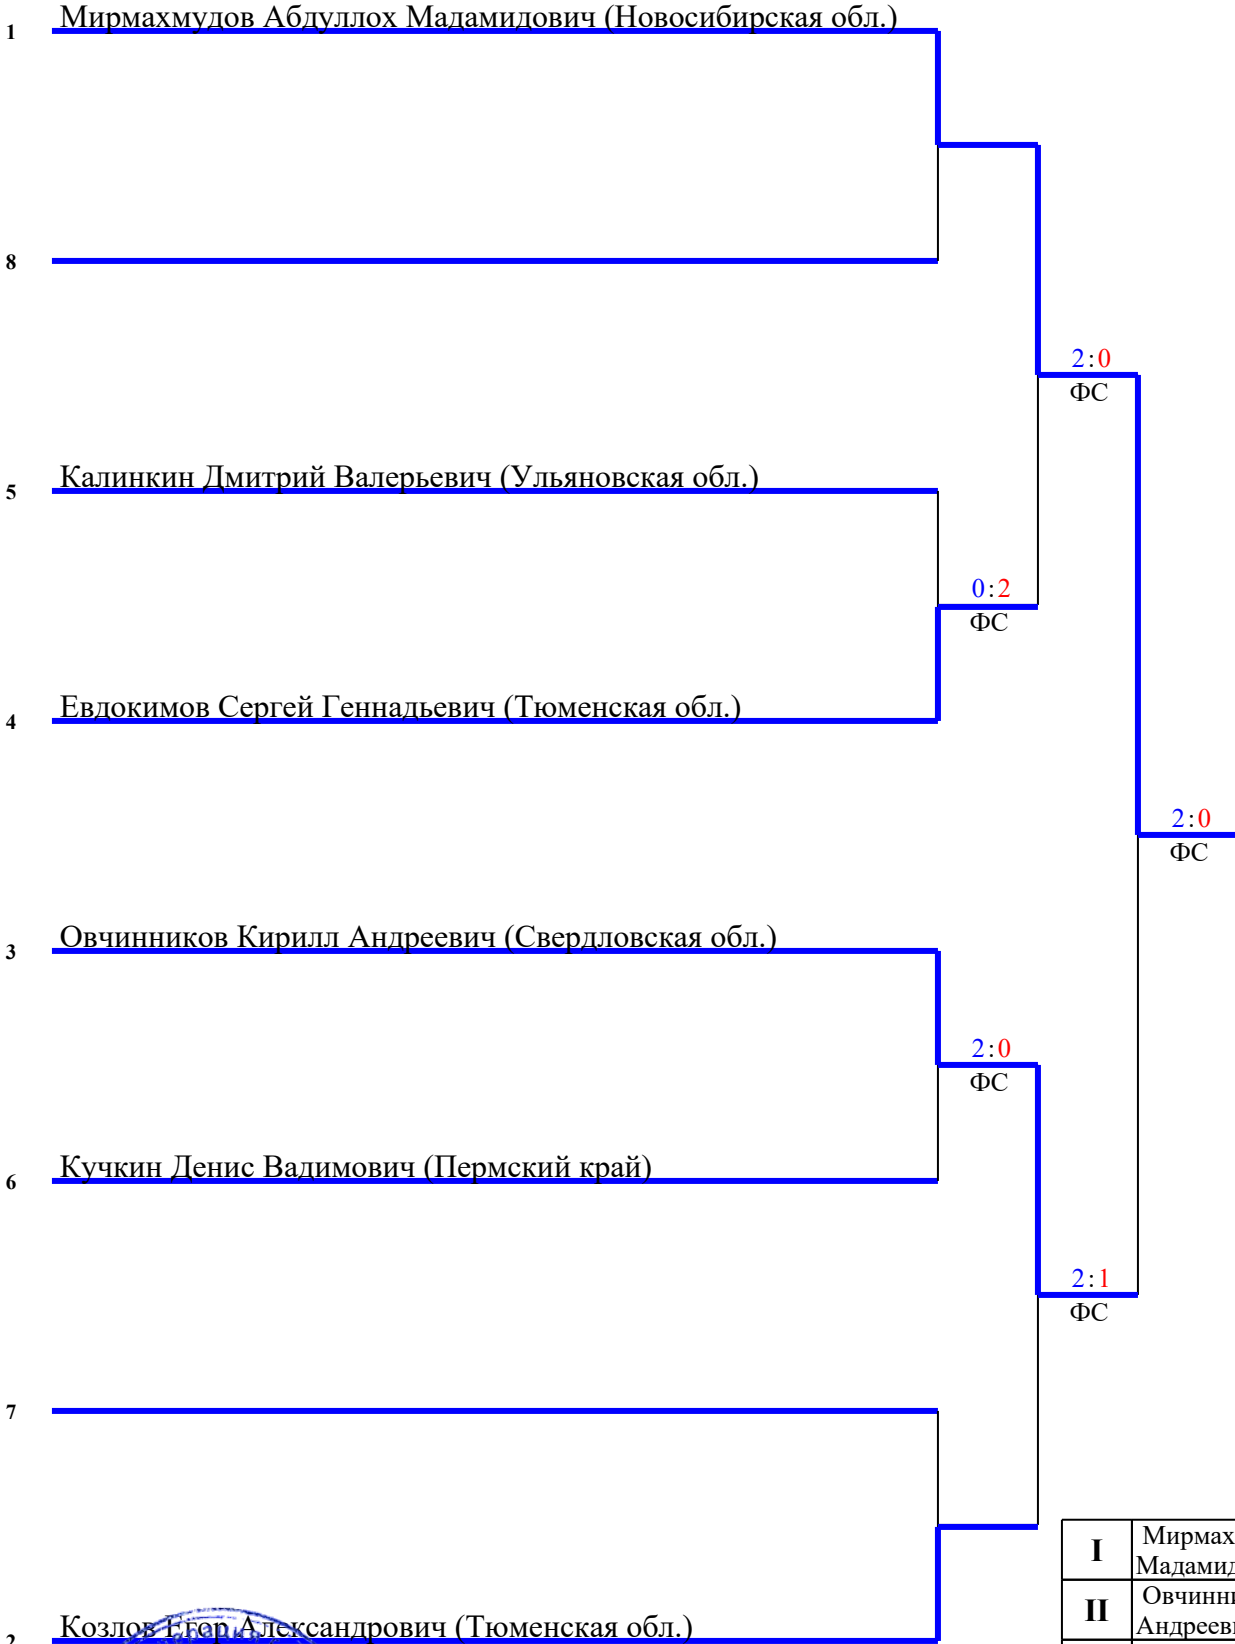 Мирмахмудов Абдуллох Мадамидович (Новосибирская обл.)
1
8
2:0
ФС
Калинкин Дмитрий Валерьевич (Ульяновская обл.)
5
0:2
ФС
Евдокимов Сергей Геннадьевич (Тюменская обл.)
4
2:0
ФС
Овчинников Кирилл Андреевич (Свердловская обл.)
3
2:0
ФС
Кучкин Денис Вадимович (Пермский край)
6
2:1
ФС
7
I
Мирмах
Мадамид
II
Овчинни
Андрееви
Козлов Егор Александрович (Тюменская обл.)
2